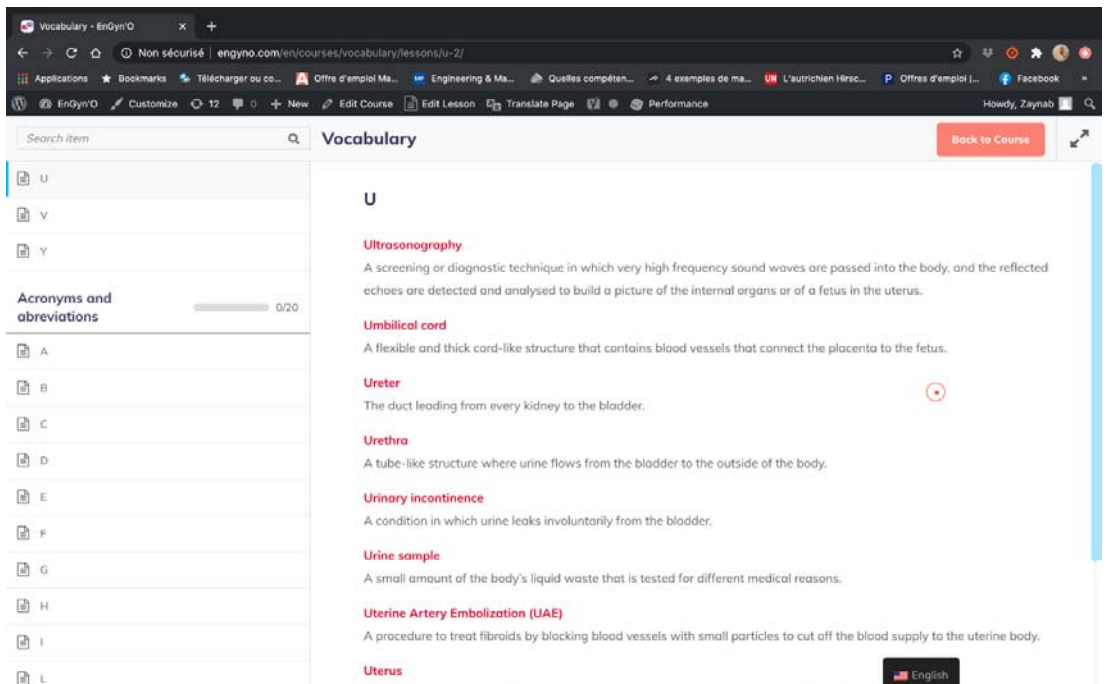 Vocabulary - EnGyn'O
Non sécurisé | engyno.com/en/courses/vocabulary/lessons/u-2/
Applications Bookmarks Télécharger ou co... Offre d'emploi Ma... Engineering & Ma... Quelles compéten... 4 exemples de ma... L'autrichien Hirsc... Offres d'emploi |... Facebook
EnGyn'O Customize 12 0 + New Edit Course Edit Lesson Translate Page Performance Howdy, Zaynab
Search item
Vocabulary
Back to Course
U
V
Y
Acronyms and
abreviations
0/20
A
B
C
D
E
F
G
H
I
L
U
Ultrasonography
A screening or diagnostic technique in which very high frequency sound waves are passed into the body, and the reflected
echoes are detected and analysed to build a picture of the internal organs or of a fetus in the uterus.
Umbilical cord
A flexible and thick cord-like structure that contains blood vessels that connect the placenta to the fetus.
Ureter
The duct leading from every kidney to the bladder.
Urethra
A tube-like structure where urine flows from the bladder to the outside of the body.
Urinary incontinence
A condition in which urine leaks involuntarily from the bladder.
Urine sample
A small amount of the body's liquid waste that is tested for different medical reasons.
Uterine Artery Embolization (UAE)
A procedure to treat fibroids by blocking blood vessels with small particles to cut off the blood supply to the uterine body.
Uterus
English